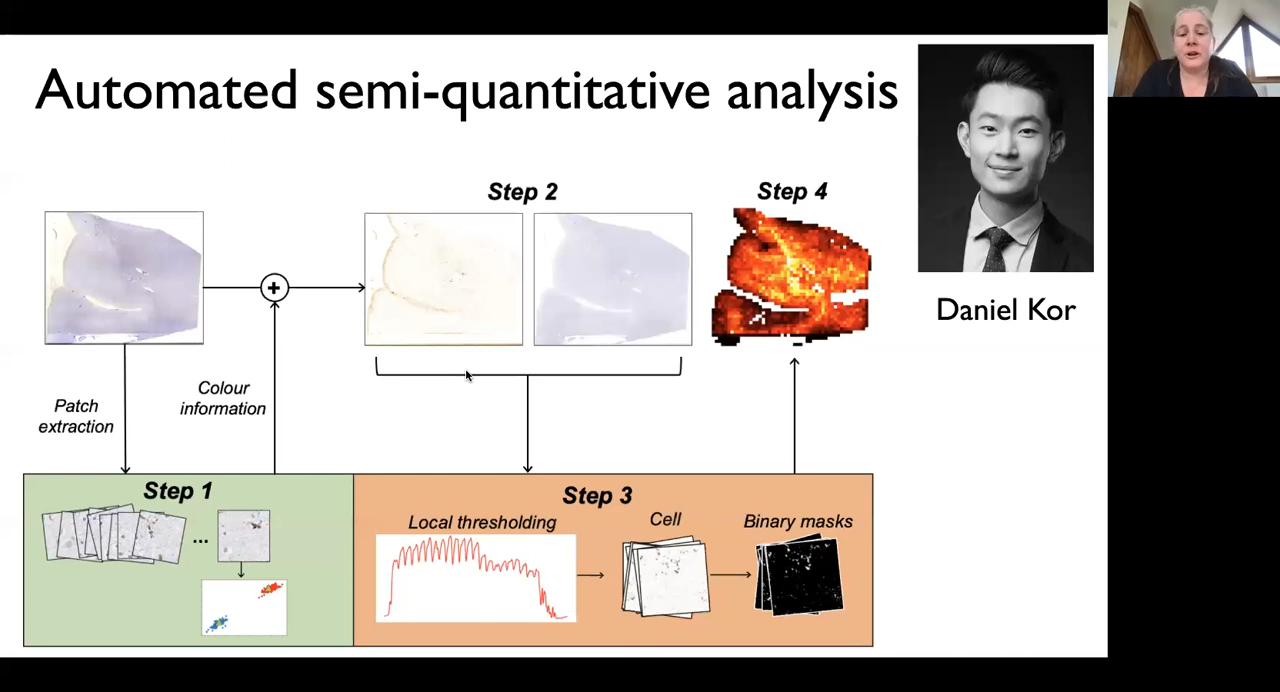 Automated semi-quantitative analysis
Step 2
Step 4
+
Daniel Kor
Patch
extraction
Colour
information
Step 1
...
Step 3
Local thresholding
Cell
Binary masks